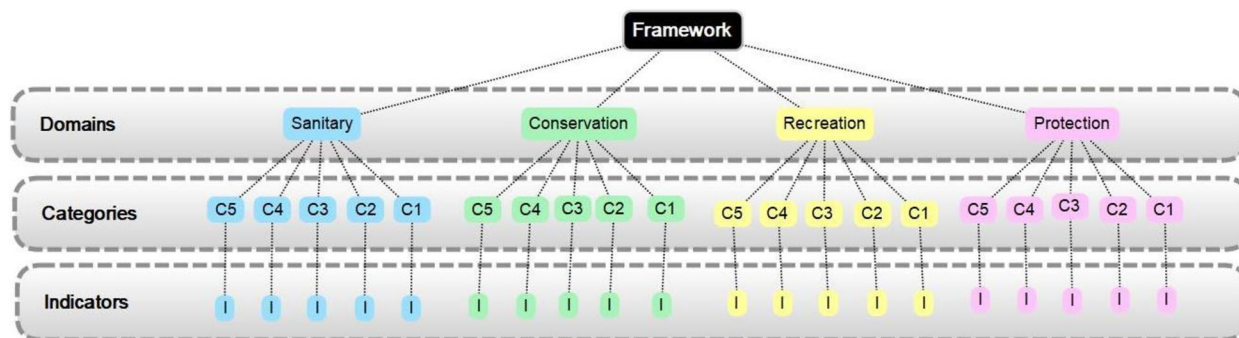 Framework
Domains Sanitary Conservation Recreation Protection
Categories C5 C4 C3 C2 C1 C5 C4 C3 C2 C1 C5 C4 C3 C2 C1 C5 C4 C3 C2 C1
Indicators I I I I I I I I I I I I I I I I I I I I